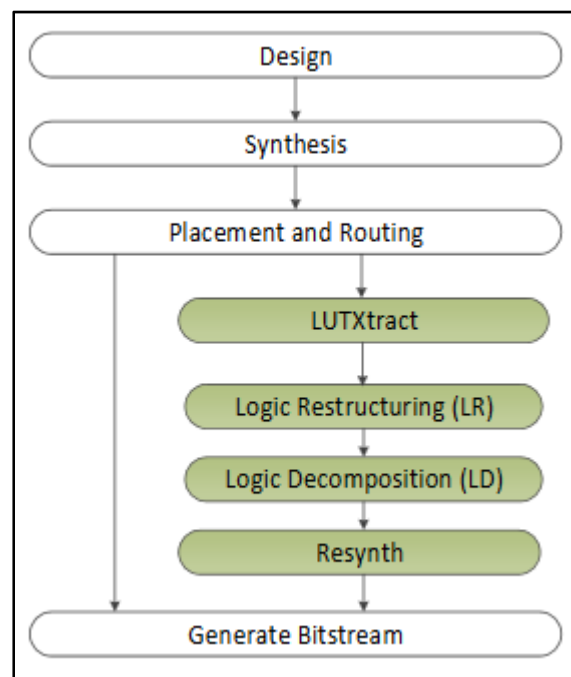 Design
Synthesis
Placement and Routing
LUTXtract
Logic Restructuring (LR)
Logic Decomposition (LD)
Resynth
Generate Bitstream